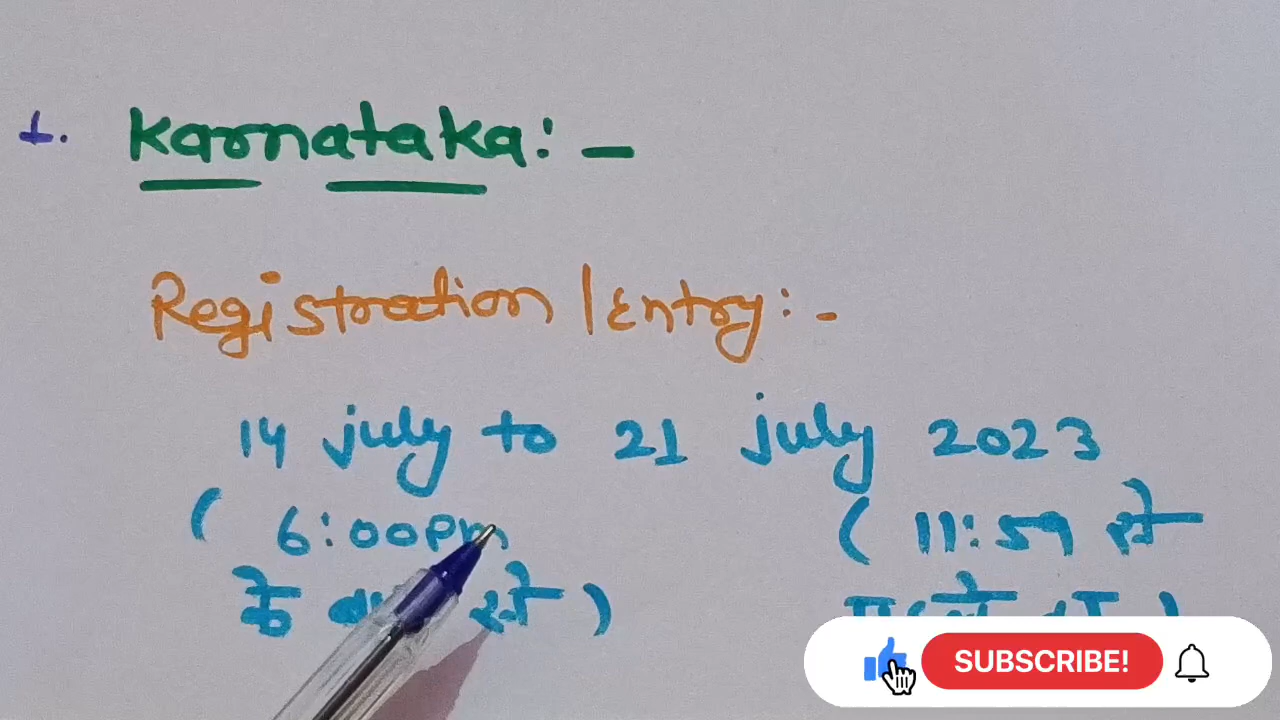 1. Karnataka: -
Registration / Entry: -
14 july to 21 july 2023
( 6:00pm ( 11:59 से
के से )
SUBSCRIBE!